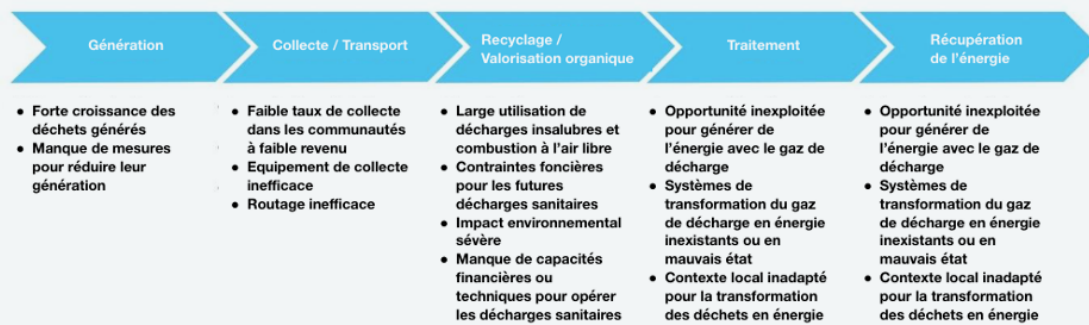 Génération
Collecte / Transport
Recyclage /
Valorisation organique
Traitement
Récupération
de l'énergie
● Forte croissance des
déchets générés
● Manque de mesures
pour réduire leur
génération
● Faible taux de collecte
dans les communautés
à faible revenu
● Equipement de collecte
inefficace
● Routage inefficace
● Large utilisation de
décharges insalubres et
combustion à l'air libre
● Contraintes foncières
pour les futures
décharges sanitaires
● Impact environnemental
sévère
● Manque de capacités
financières ou
techniques pour opérer
les décharges sanitaires
● Opportunité inexploitée
pour générer de
l'énergie avec le gaz de
décharge
● Systèmes de
transformation du gaz
de décharge en énergie
inexistants ou en
mauvais état
● Contexte local inadapté
pour la transformation
des déchets en énergie
● Opportunité inexploitée
pour générer de
l'énergie avec le gaz de
décharge
● Systèmes de
transformation du gaz
de décharge en énergie
inexistants ou en
mauvais état
● Contexte local inadapté
pour la transformation
des déchets en énergie